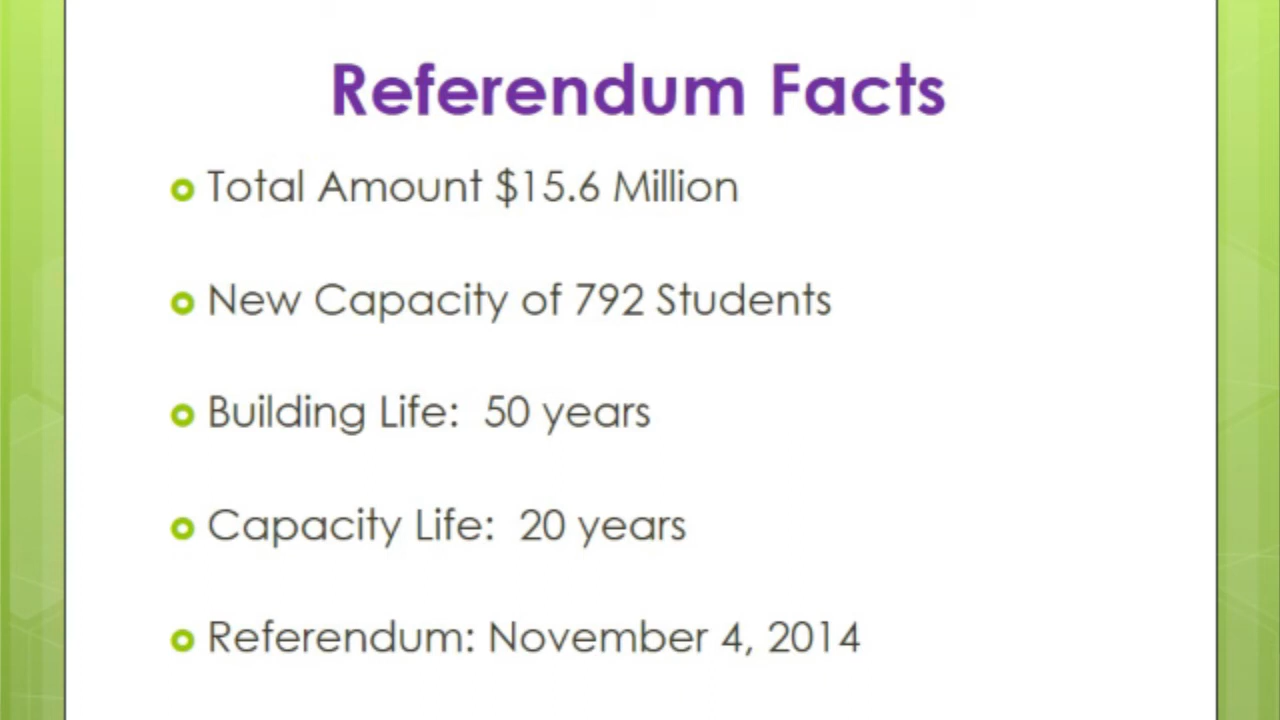 Referendum Facts
Total Amount $15.6 Million
New Capacity of 792 Students
Building Life:  50 years
Capacity Life:  20 years
Referendum: November 4, 2014